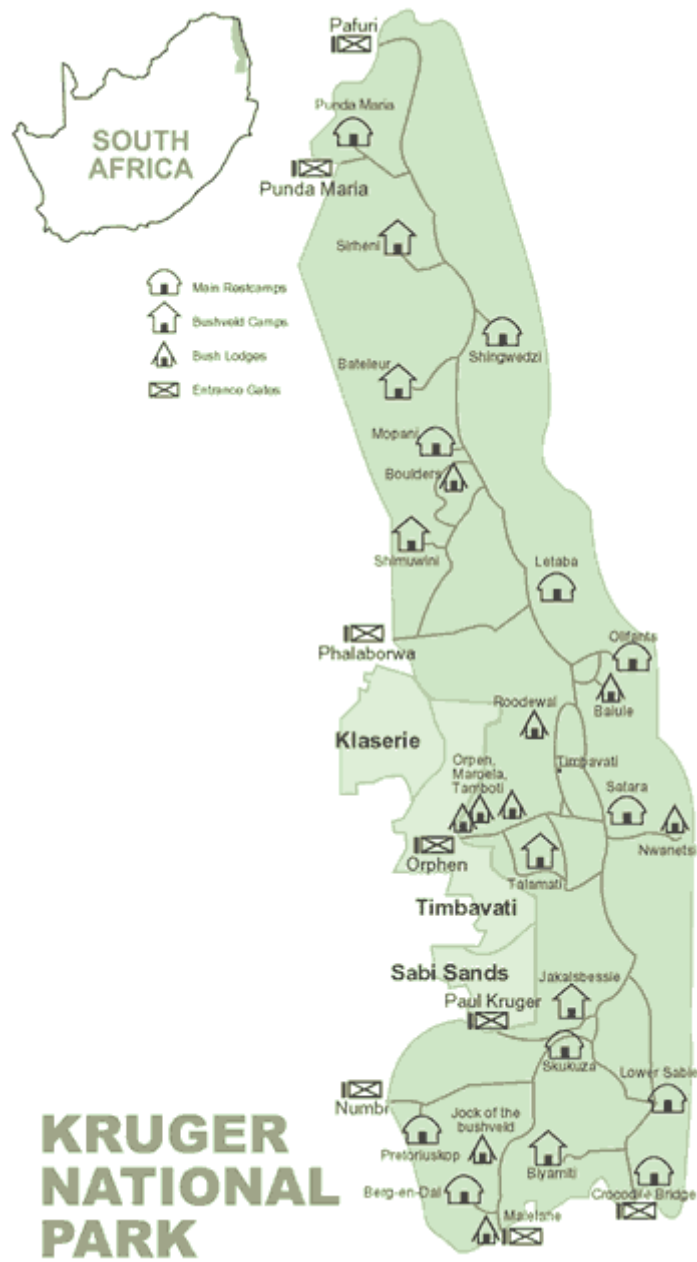 Pafuri
Punda Maria
SOUTH
AFRICA
Punda Maria
Sirheni
Main Restcamps
Bushveld Camps
Bush Lodges
Entrance Gates
Shingwedzi
Bateleur
Mopani
Boulders
Shimuwini
Letaba
Phalaborwa
Olifants
Balule
Roodewal
Klaserie
Timbavati
Orpen,
Maroela,
Tamboti
Satara
Nwanetsi
Orphen
Talamati
Timbavati
Sabi Sands
Jakalsbessie
Paul Kruger
Skukuza
Lower Sabie
Numbi
Jock of the
bushveld
Pretoriuskop
Biyamiti
Crocodile Bridge
Berg-en-Dal
Malelane
KRUGER
NATIONAL
PARK